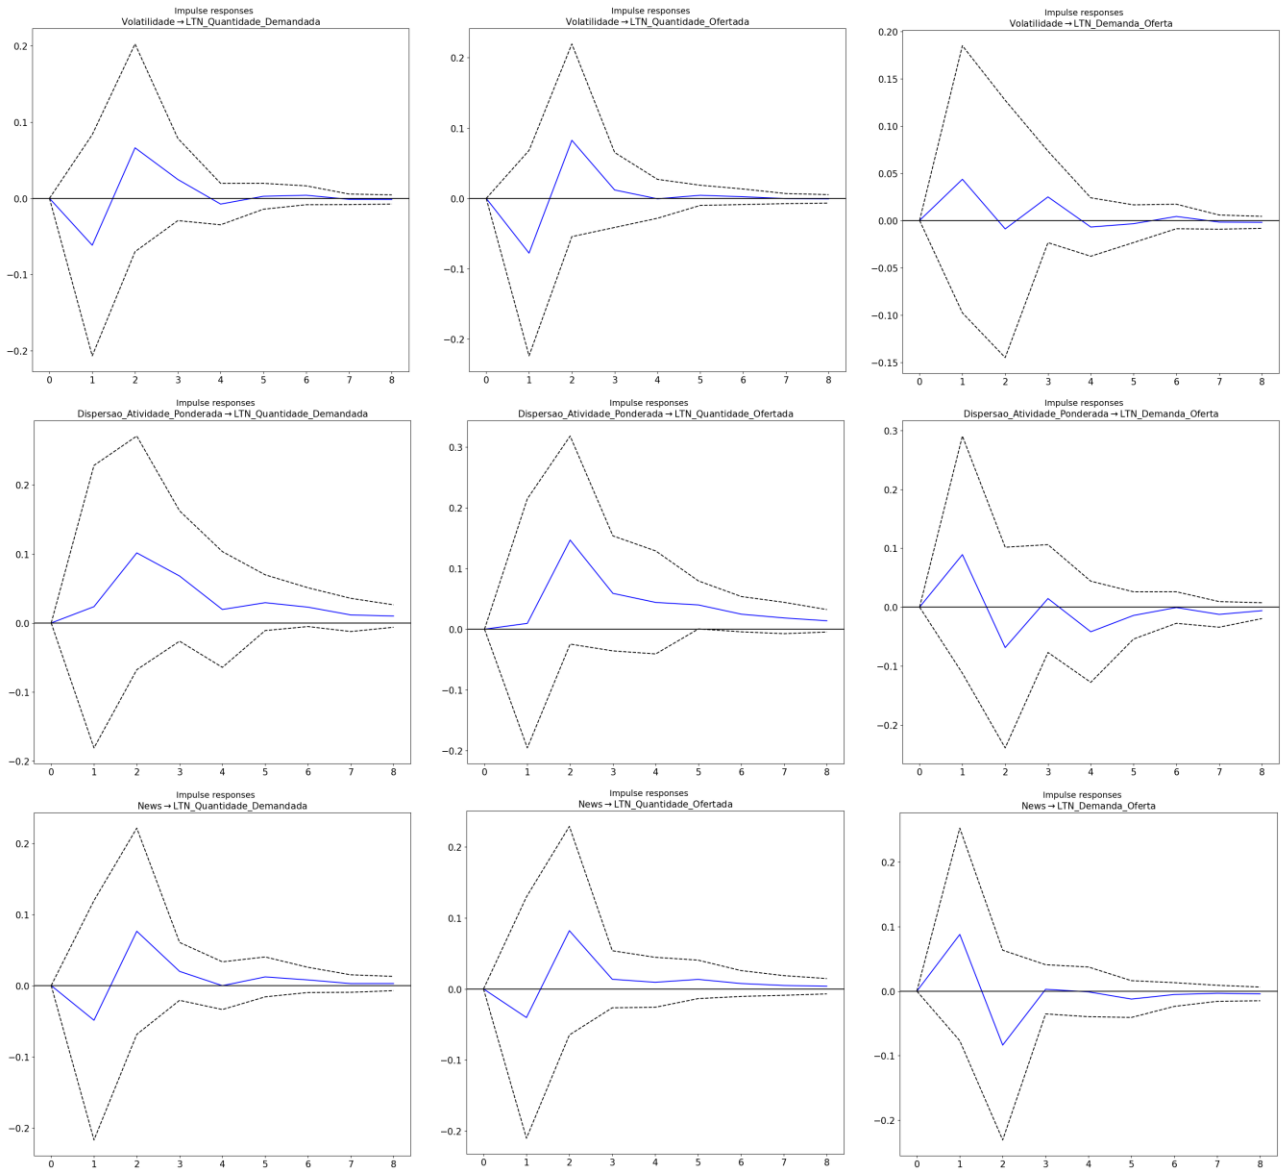 Impulse responses
Volatilidade→LTN_Quantidade_Demandada
0.2
0.1
0.0
−0.1
−0.2
0 1 2 3 4 5 6 7 8
Impulse responses
Volatilidade→LTN_Quantidade_Ofertada
0.2
0.1
0.0
−0.1
−0.2
0 1 2 3 4 5 6 7 8
Impulse responses
Volatilidade→LTN_Demanda_Oferta
0.20
0.15
0.10
0.05
0.00
−0.05
−0.10
−0.15
0 1 2 3 4 5 6 7 8
Impulse responses
Dispersao_Atividade_Ponderada→LTN_Quantidade_Demandada
0.2
0.1
0.0
−0.1
−0.2
0 1 2 3 4 5 6 7 8
Impulse responses
Dispersao_Atividade_Ponderada→LTN_Quantidade_Ofertada
0.3
0.2
0.1
0.0
−0.1
−0.2
0 1 2 3 4 5 6 7 8
Impulse responses
Dispersao_Atividade_Ponderada→LTN_Demanda_Oferta
0.3
0.2
0.1
0.0
−0.1
−0.2
0 1 2 3 4 5 6 7 8
Impulse responses
News→LTN_Quantidade_Demandada
0.2
0.1
0.0
−0.1
−0.2
0 1 2 3 4 5 6 7 8
Impulse responses
News→LTN_Quantidade_Ofertada
0.2
0.1
0.0
−0.1
−0.2
0 1 2 3 4 5 6 7 8
Impulse responses
News→LTN_Demanda_Oferta
0.2
0.1
0.0
−0.1
−0.2
0 1 2 3 4 5 6 7 8